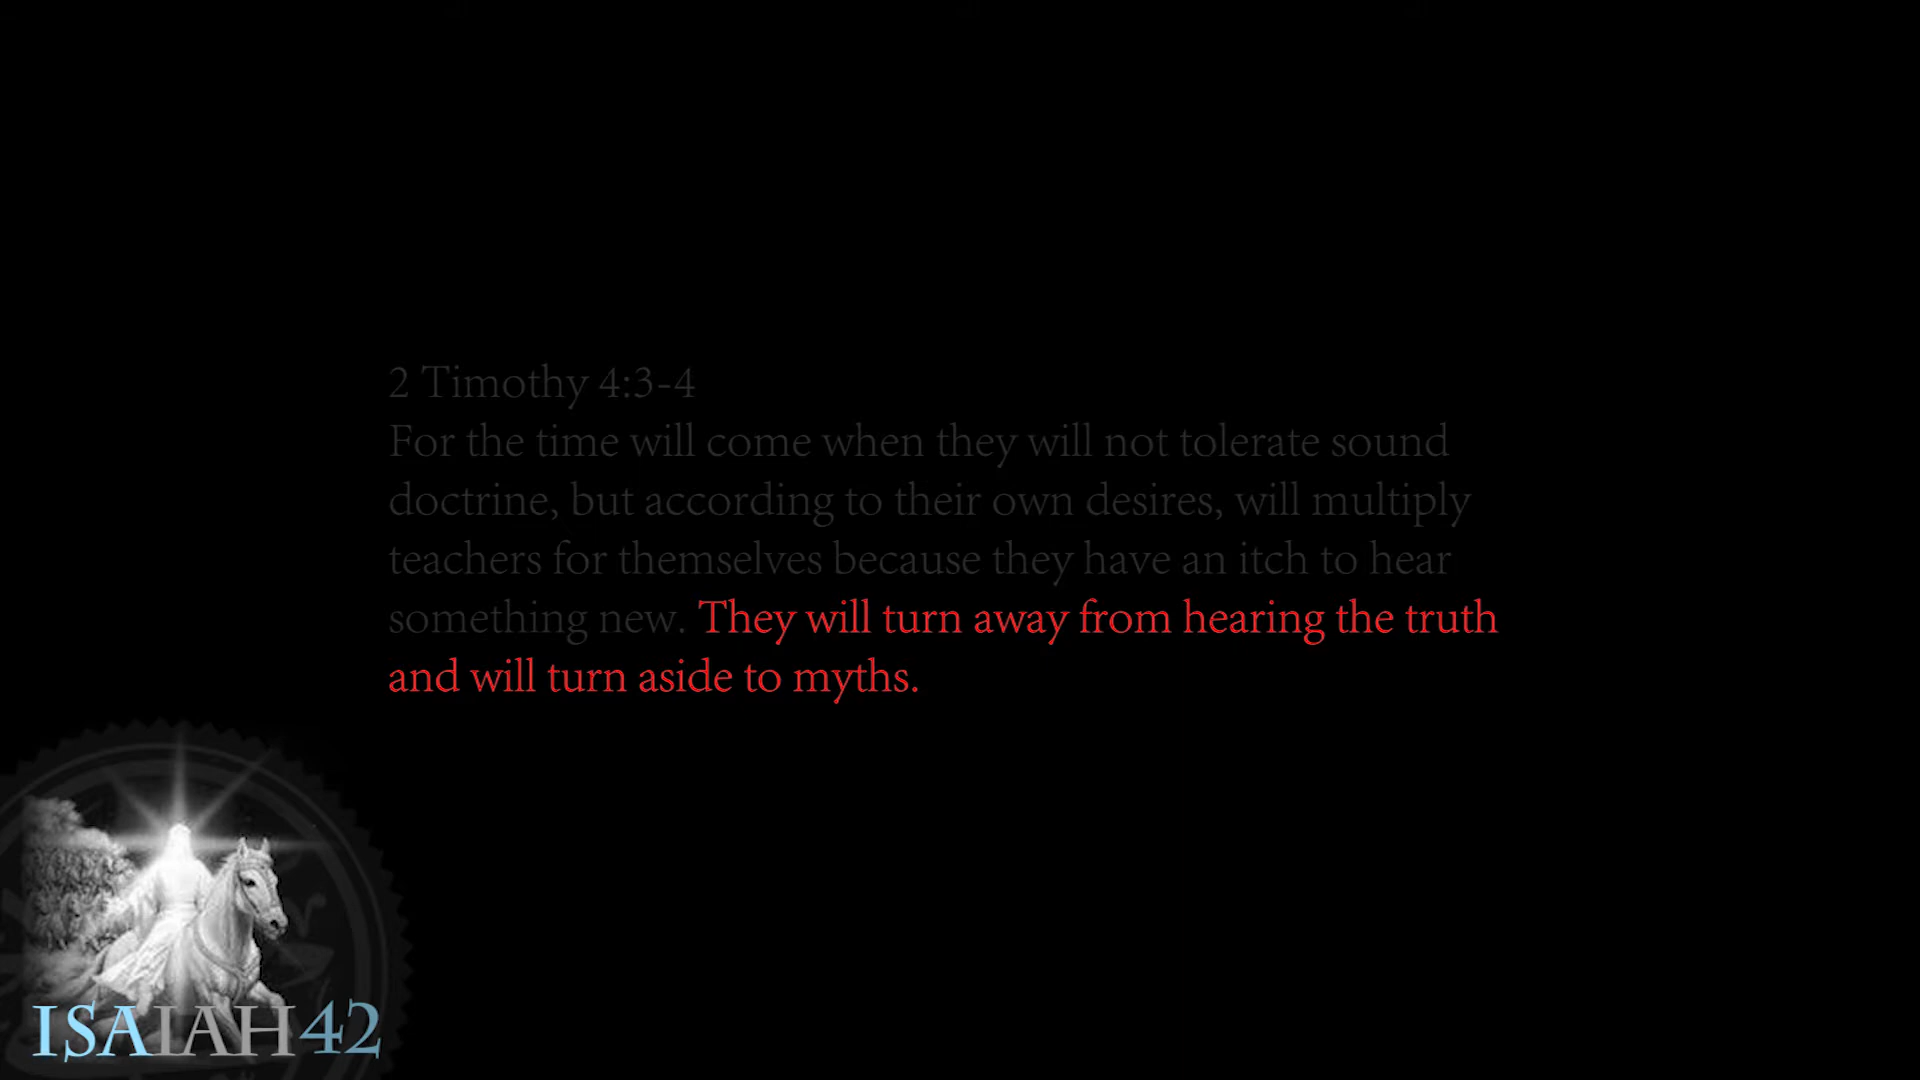 2 Timothy 4:3-4
For the time will come when they will not tolerate sound
doctrine, but according to their own desires, will multiply
teachers for themselves because they have an itch to hear
something new. They will turn away from hearing the truth
and will turn aside to myths.
ISAIAH 42